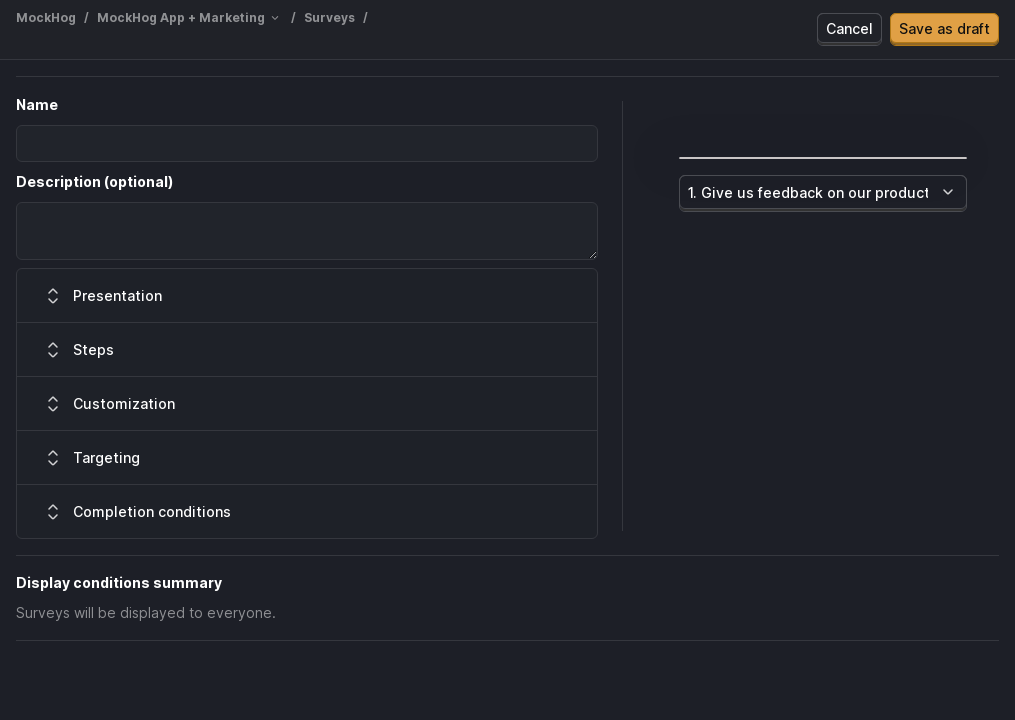 MockHog / MockHog App + Marketing / Surveys /
Cancel
Save as draft
Name
Description (optional)
Presentation
Steps
Customization
Targeting
Completion conditions
1. Give us feedback on our product
Display conditions summary
Surveys will be displayed to everyone.